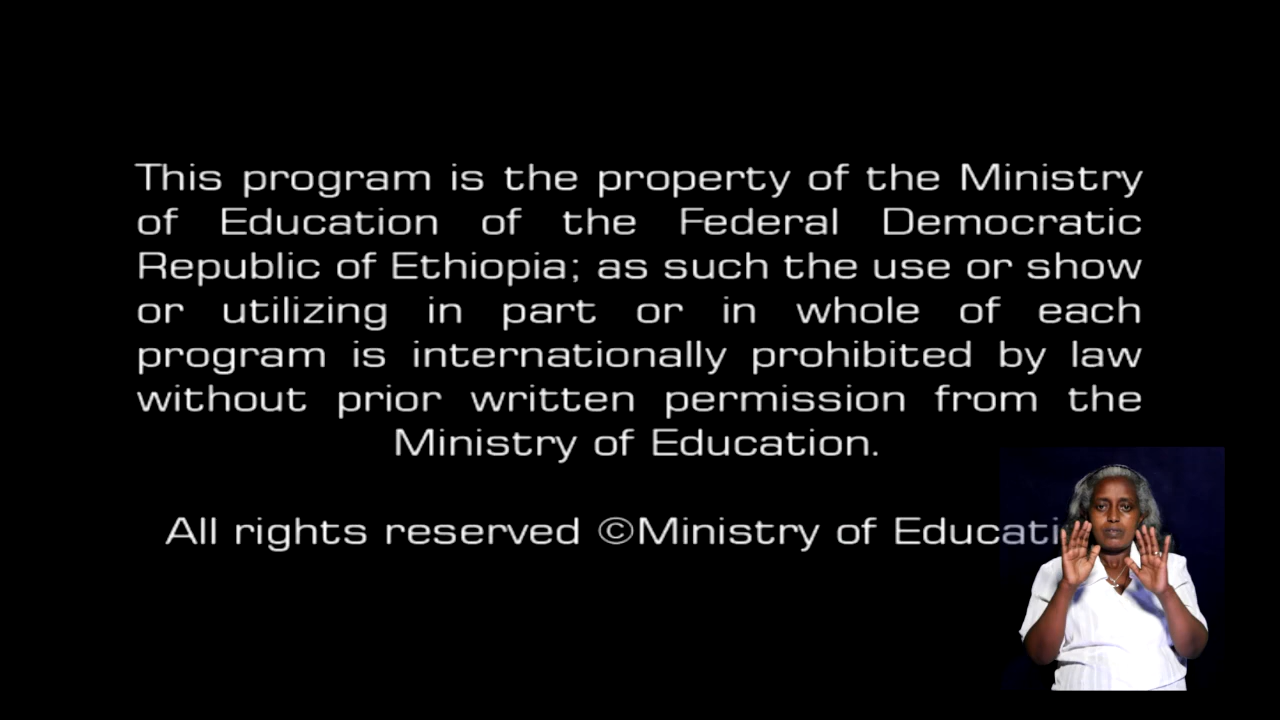 This program is the property of the Ministry
of Education of the Federal Democratic
Republic of Ethiopia; as such the use or show
or utilizing in part or in whole of each
program is internationally prohibited by law
without prior written permission from the
Ministry of Education.
All rights reserved ©Ministry of